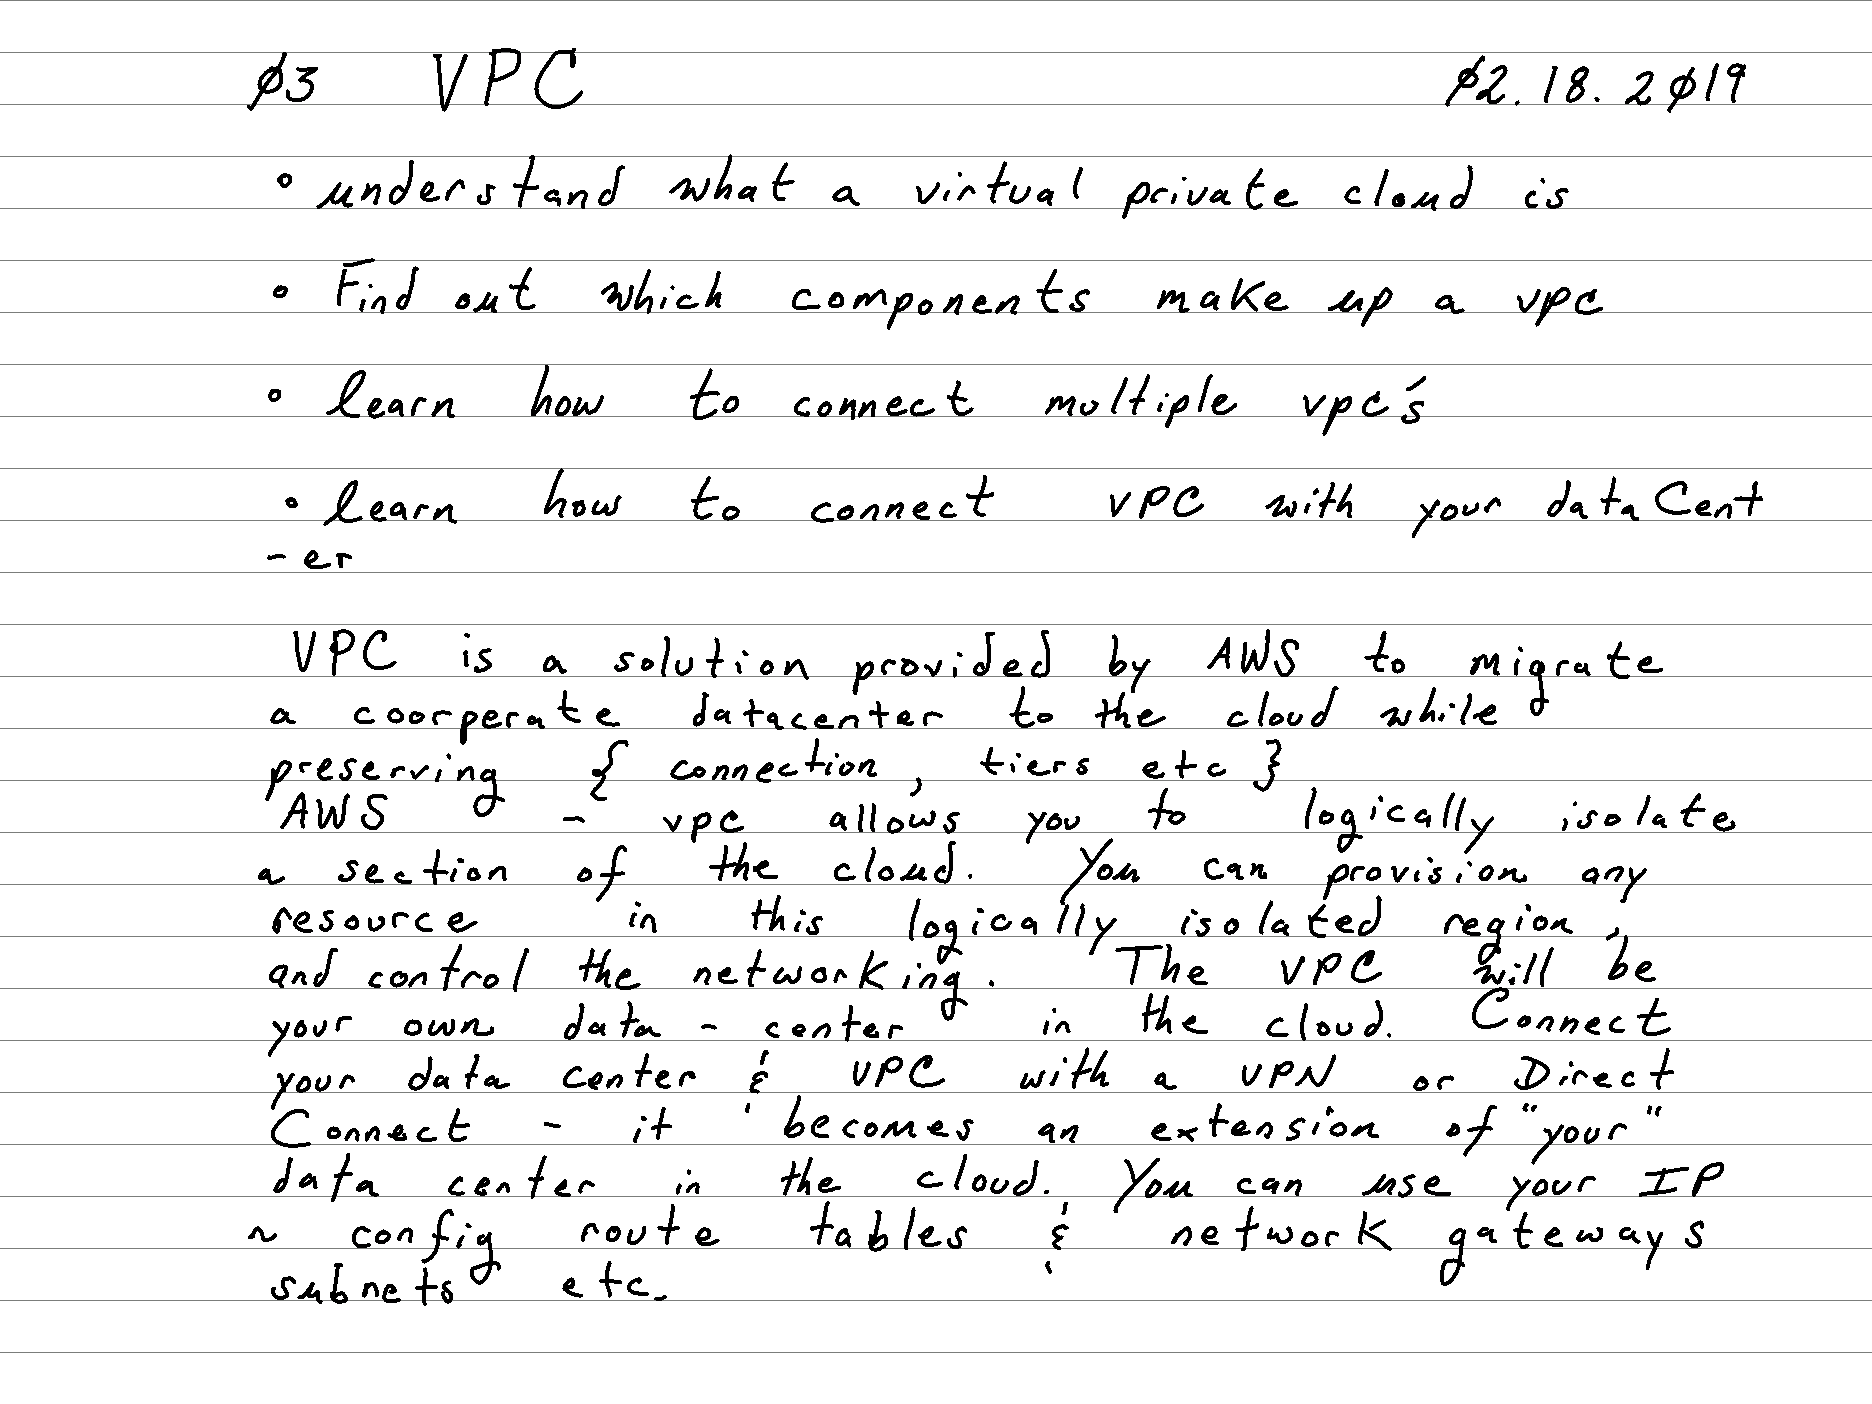 03 VPC 02.18.2019
• understand what a virtual private cloud is
• Find out which components make up a vpc
• learn how to connect multiple vpc's
• learn how to connect VPC with your dataCent
-er
VPC is a solution provided by AWS to migrate
a coorperate datacenter to the cloud while
preserving { connection, tiers etc }
AWS - vpc allows you to logically isolate
a section of the cloud. You can provision any
resource in this logically isolated region,
and control the networking. The VPC will be
your own data-center in the cloud. Connect
your data center & VPC with a VPN or Direct
Connect - it becomes an extension of "your"
data center in the cloud. You can use your IP
~ config route tables & network gateways
subnets etc.